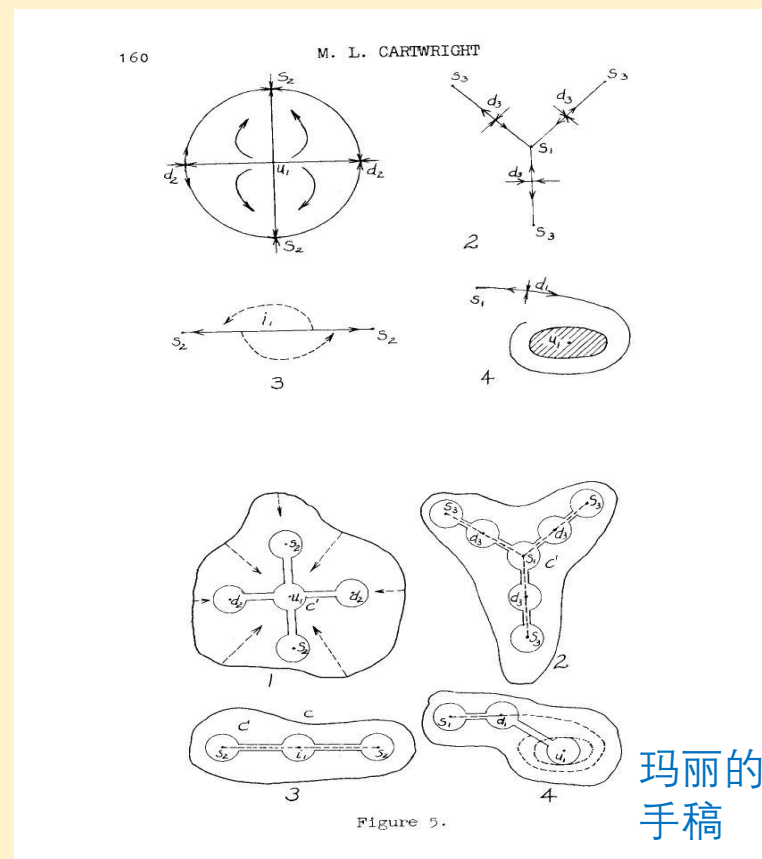 160
M. L. CARTWRIGHT
S₂
d₂ u₁ d₂
S₂
S₃ S₃
d₃ d₃
S₁
d₃
S₃
2
i₁
S₂ S₂
3
d₁
S₁
u₁
4
S₂
d₂ u₁ c' d₂
S₂
1
S₃ S₃
d₃ d₃
S₁
c'
d₃
S₃
2
c
c'
S₂ i₁ S₂
3
S₁ d₁
u₁
4
Figure 5.
玛丽的
手稿